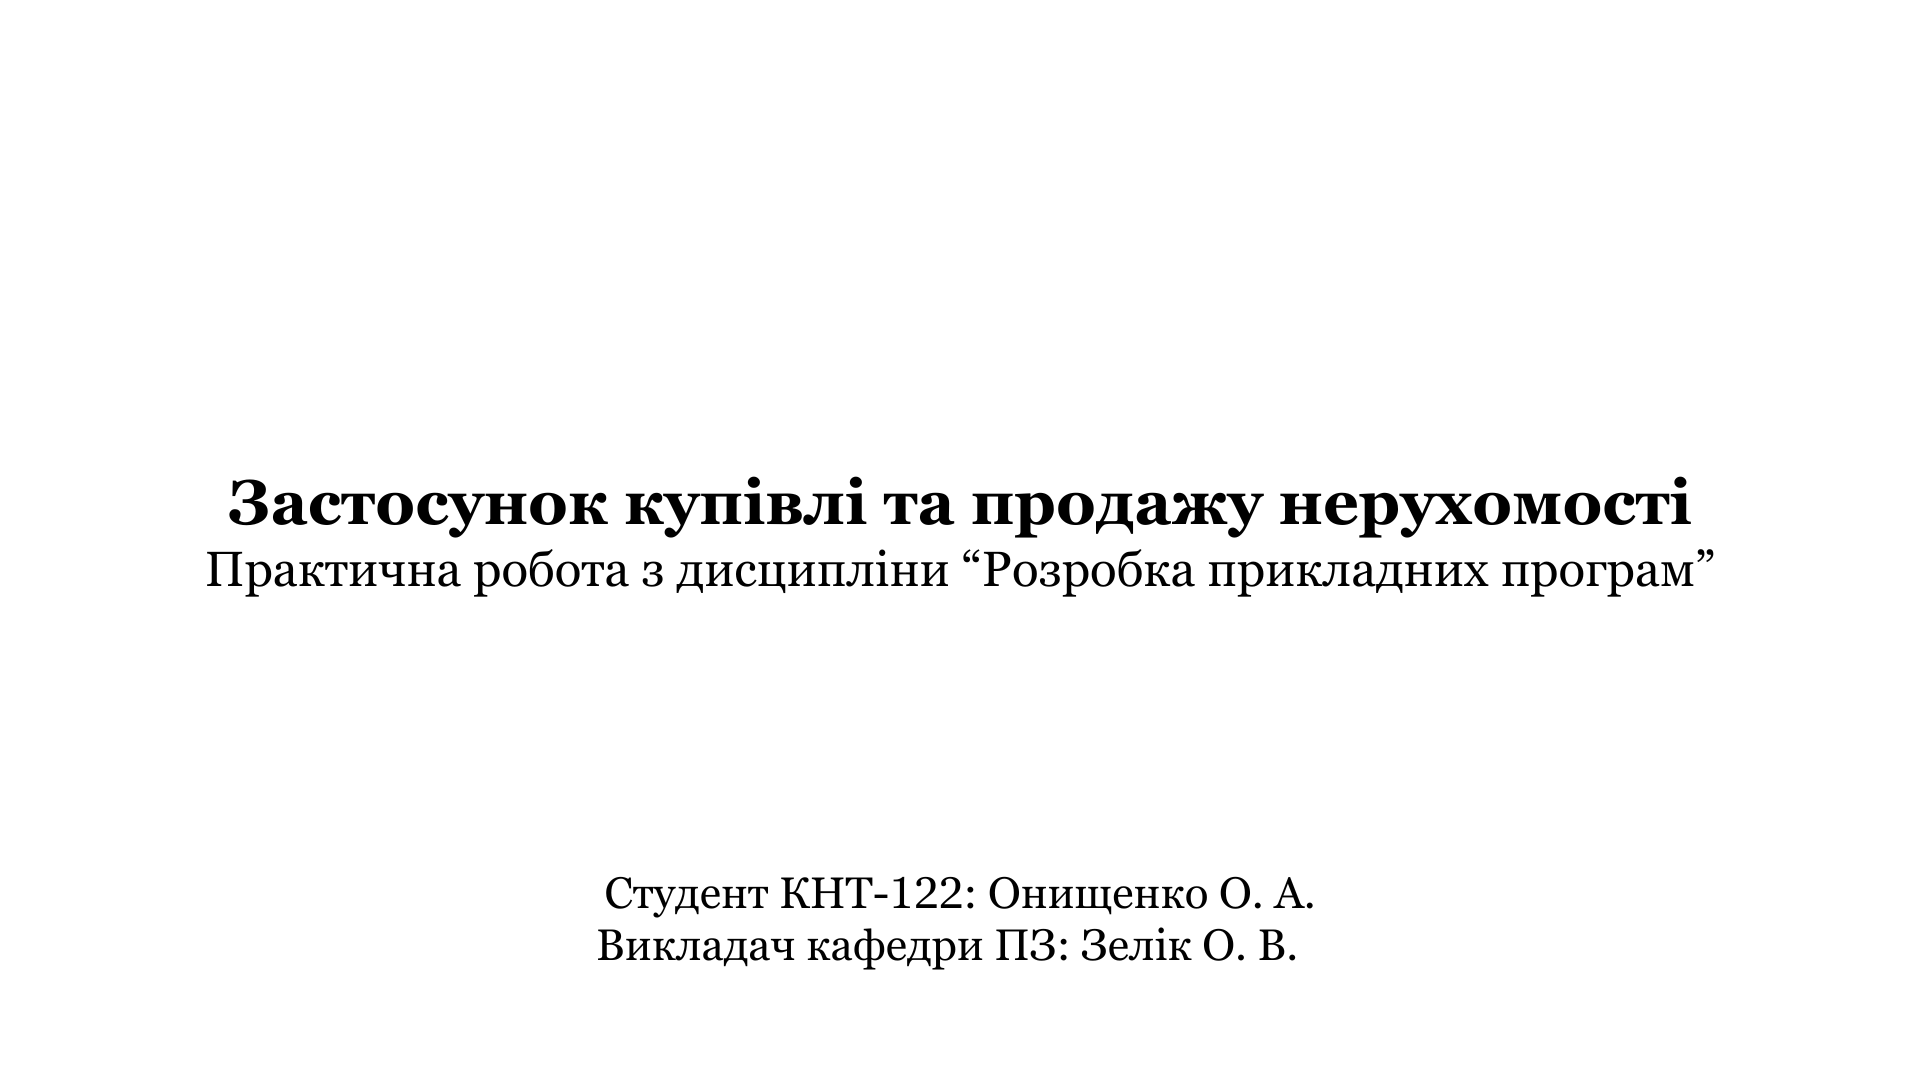 Застосунок купівлі та продажу нерухомості
Практична робота з дисципліни “Розробка прикладних програм”
Студент КНТ-122: Онищенко О. А.
Викладач кафедри ПЗ: Зелік О. В.